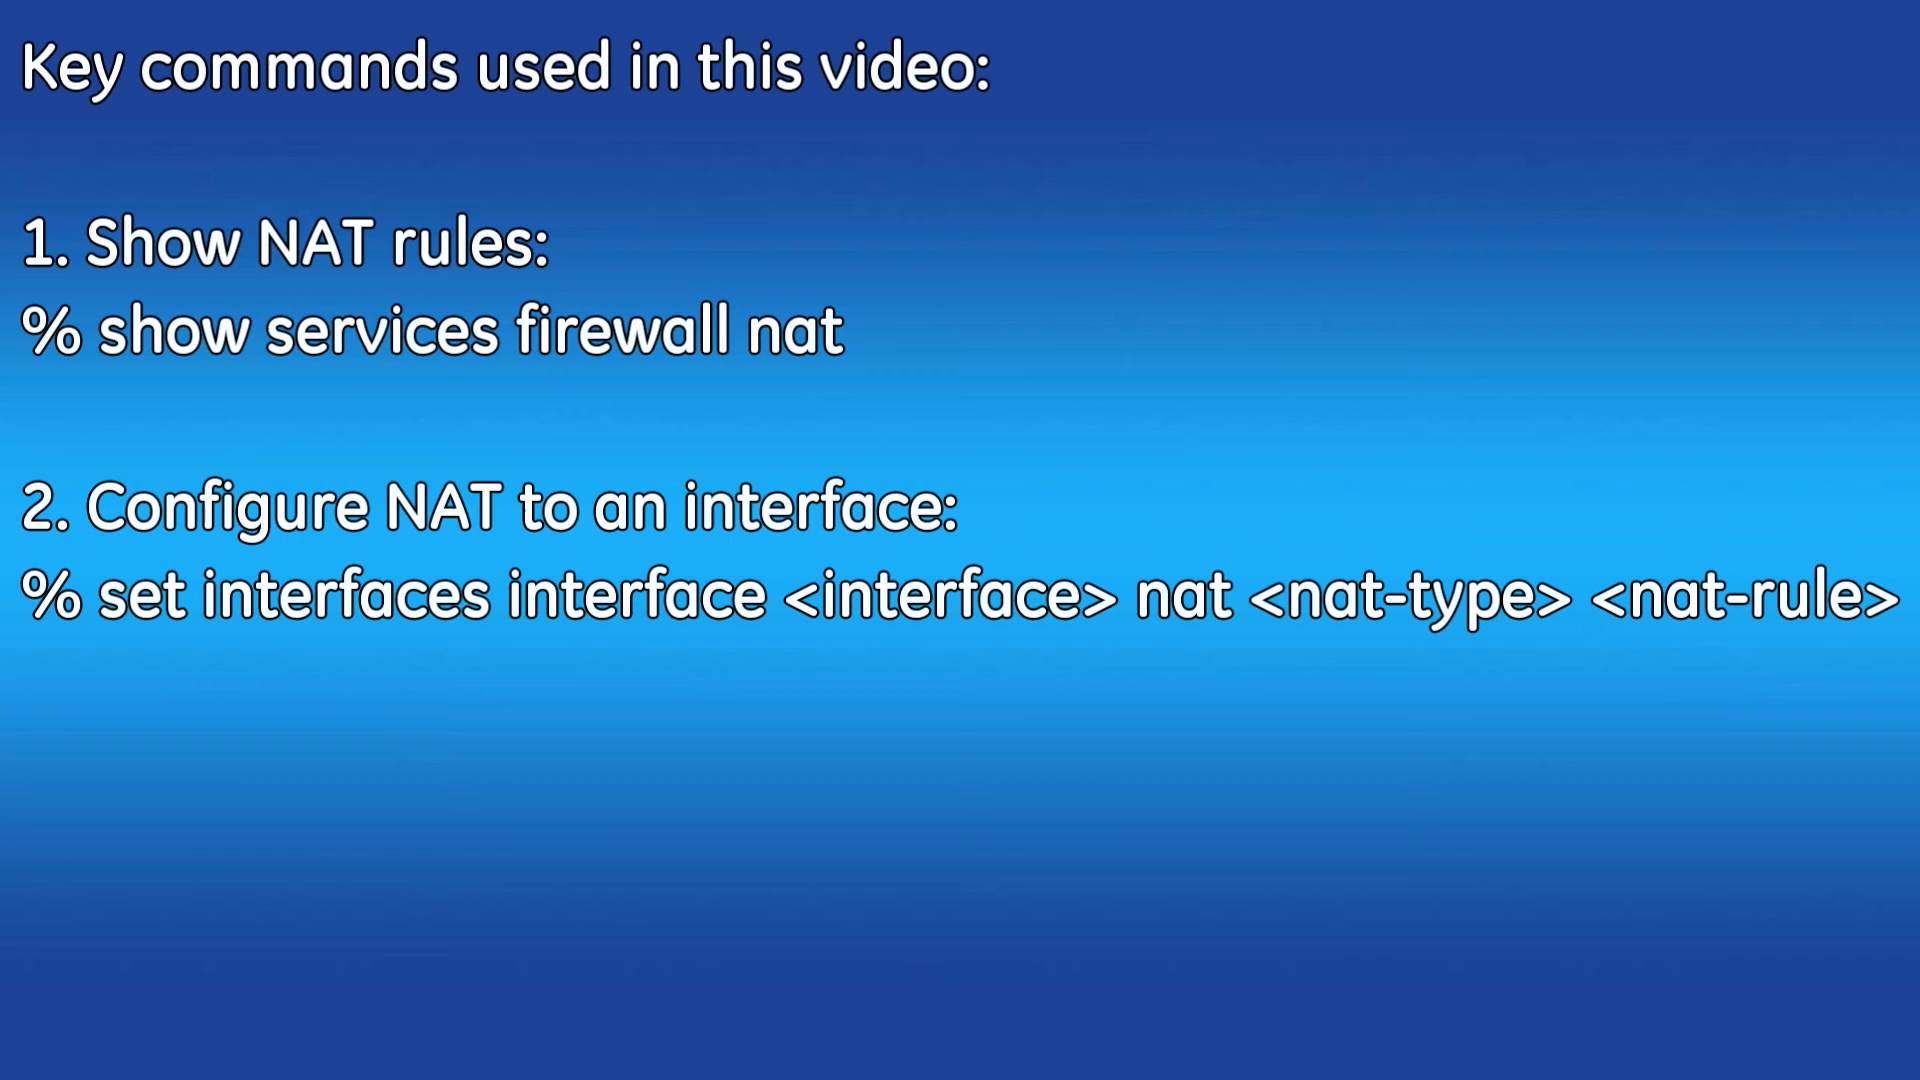 Key commands used in this video:
1. Show NAT rules:
% show services firewall nat
2. Configure NAT to an interface:
% set interfaces interface <interface> nat <nat-type> <nat-rule>